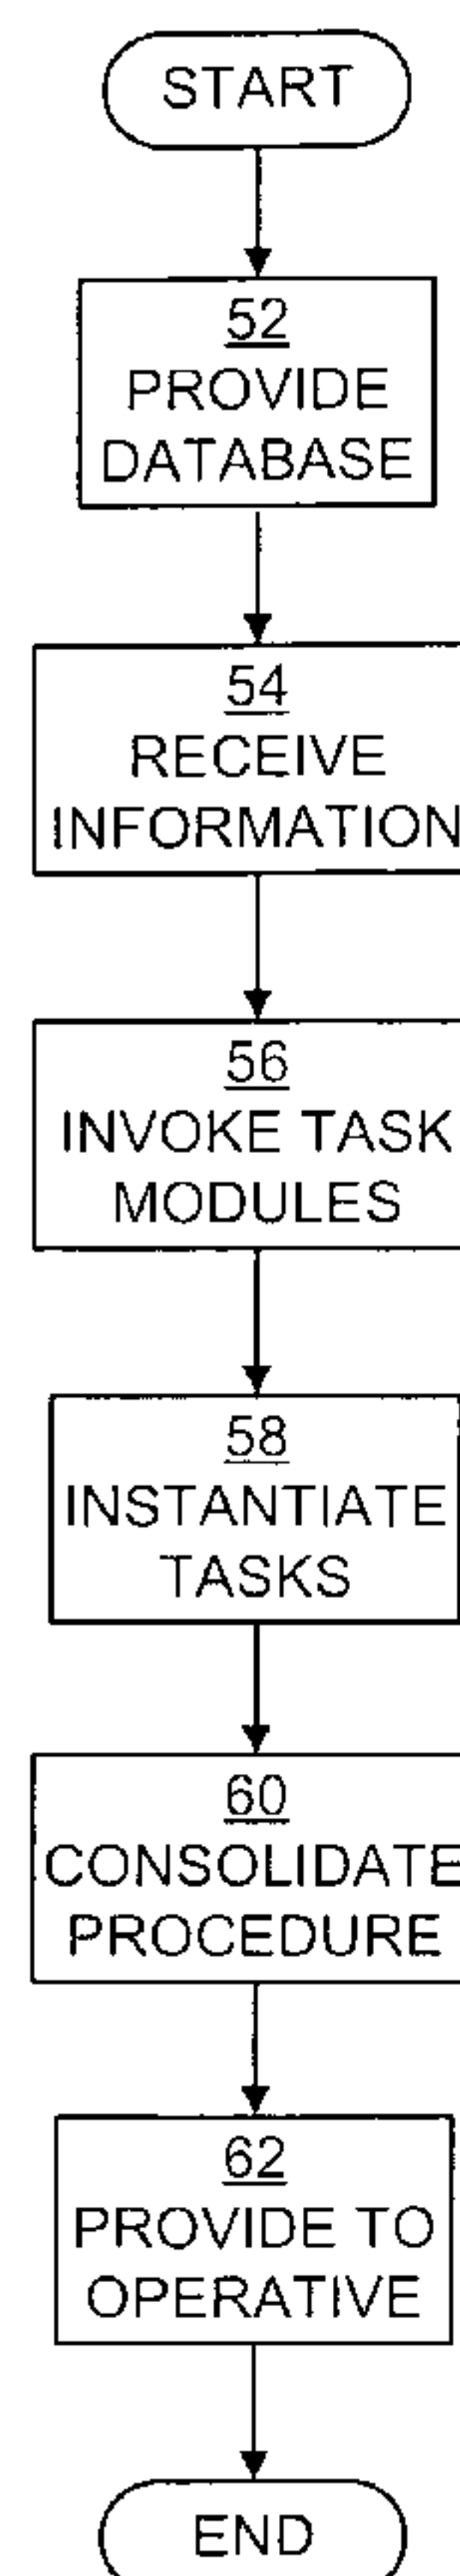 START
52
PROVIDE
DATABASE
54
RECEIVE
INFORMATION
56
INVOKE TASK
MODULES
58
INSTANTIATE
TASKS
60
CONSOLIDATE
PROCEDURE
62
PROVIDE TO
OPERATIVE
END